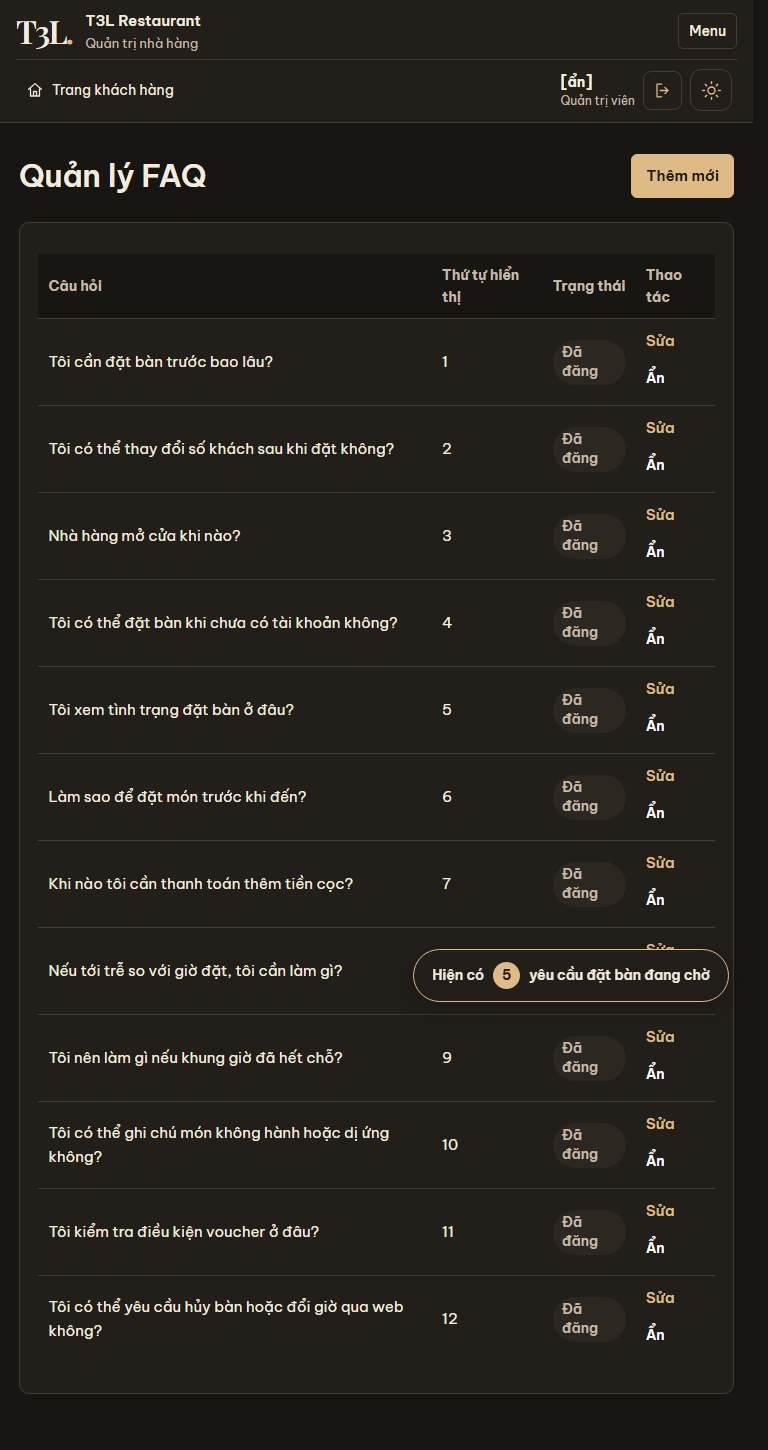 T3L.
T3L Restaurant
Quản trị nhà hàng
Menu
Trang khách hàng
[ẩn]
Quản trị viên
Quản lý FAQ
Thêm mới
Câu hỏi
Thứ tự hiển
thị
Trạng thái
Thao
tác
Tôi cần đặt bàn trước bao lâu?
1
Đã
đăng
Sửa
Ẩn
Tôi có thể thay đổi số khách sau khi đặt không?
2
Đã
đăng
Sửa
Ẩn
Nhà hàng mở cửa khi nào?
3
Đã
đăng
Sửa
Ẩn
Tôi có thể đặt bàn khi chưa có tài khoản không?
4
Đã
đăng
Sửa
Ẩn
Tôi xem tình trạng đặt bàn ở đâu?
5
Đã
đăng
Sửa
Ẩn
Làm sao để đặt món trước khi đến?
6
Đã
đăng
Sửa
Ẩn
Khi nào tôi cần thanh toán thêm tiền cọc?
7
Đã
đăng
Sửa
Ẩn
Nếu tới trễ so với giờ đặt, tôi cần làm gì?
Hiện có 5 yêu cầu đặt bàn đang chờ
Tôi nên làm gì nếu khung giờ đã hết chỗ?
9
Đã
đăng
Sửa
Ẩn
Tôi có thể ghi chú món không hành hoặc dị ứng
không?
10
Đã
đăng
Sửa
Ẩn
Tôi kiểm tra điều kiện voucher ở đâu?
11
Đã
đăng
Sửa
Ẩn
Tôi có thể yêu cầu hủy bàn hoặc đổi giờ qua web
không?
12
Đã
đăng
Sửa
Ẩn